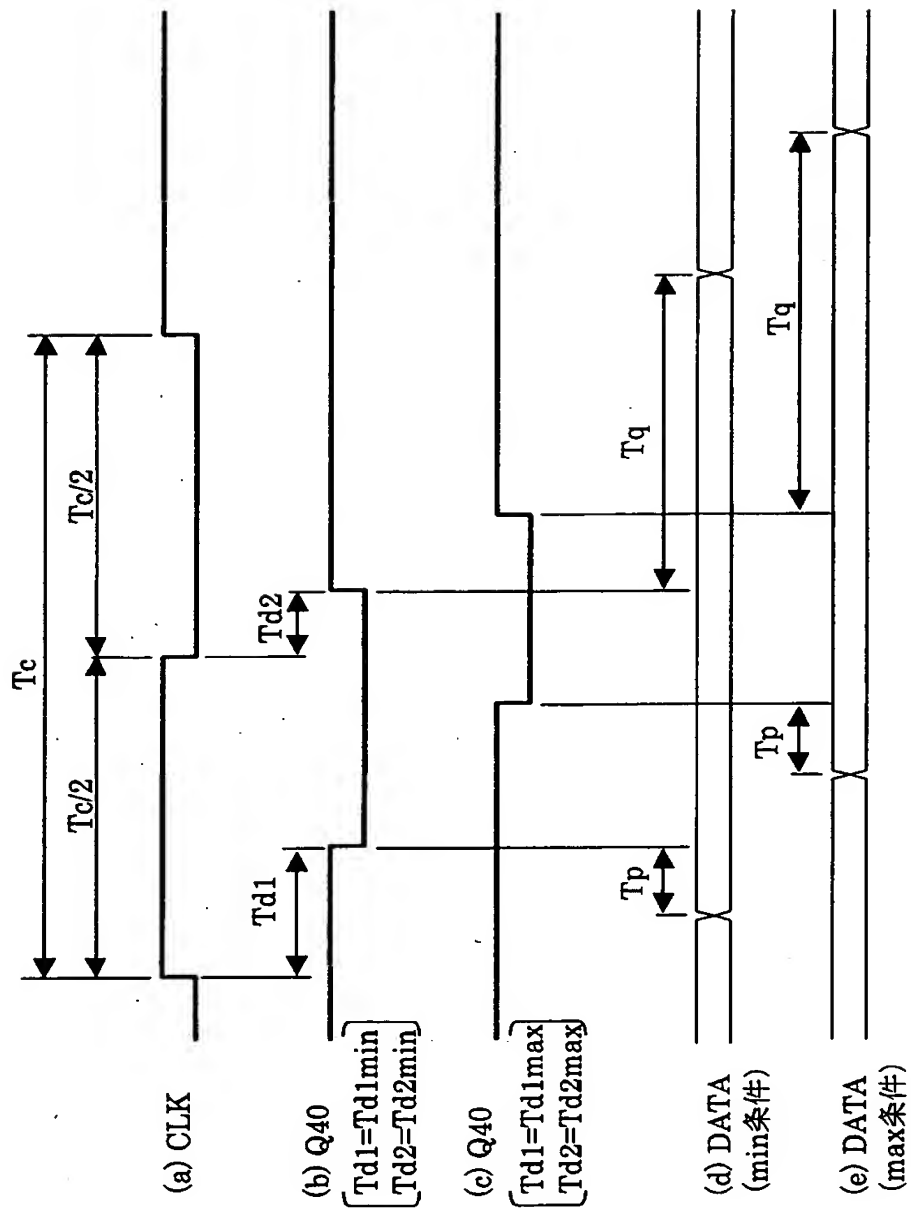 Tc
Tc/2
Tc/2
(a) CLK
Td1
Td2
(b) Q40
Td1=Td1min
Td2=Td2min
(c) Q40
Td1=Td1max
Td2=Td2max
Tp
Tq
(d) DATA
(min条件)
Tp
Tq
(e) DATA
(max条件)